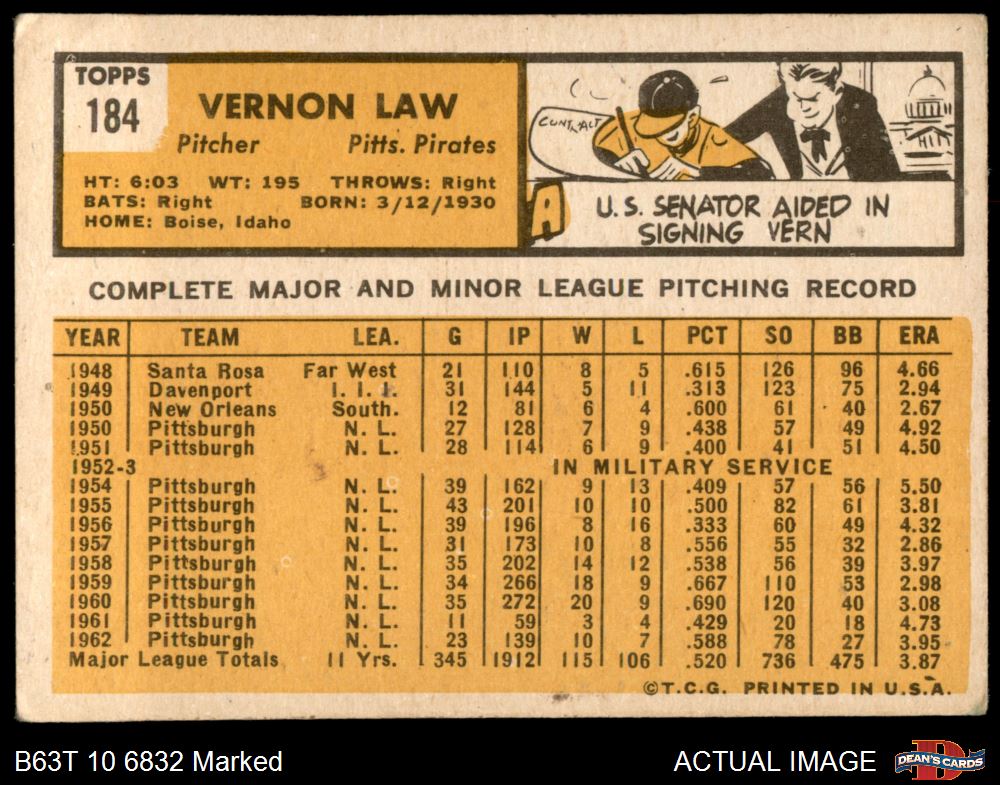 TOPPS
184
VERNON LAW
Pitcher Pitts. Pirates
HT: 6:03 WT: 195 THROWS: Right
BATS: Right BORN: 3/12/1930
HOME: Boise, Idaho
CONTRACT
U. S. SENATOR AIDED IN
SIGNING VERN
COMPLETE MAJOR AND MINOR LEAGUE PITCHING RECORD
YEAR TEAM LEA. G IP W L PCT SO BB ERA
1948 Santa Rosa Far West 21 110 8 5 .615 126 96 4.66
1949 Davenport I. I. I. 31 144 5 11 .313 123 75 2.94
1950 New Orleans South. 12 81 6 4 .600 61 40 2.67
1950 Pittsburgh N. L. 27 128 7 9 .438 57 49 4.92
1951 Pittsburgh N. L. 28 114 6 9 .400 41 51 4.50
1952-3 IN MILITARY SERVICE
1954 Pittsburgh N. L. 39 162 9 13 .409 57 56 5.50
1955 Pittsburgh N. L. 43 201 10 10 .500 82 61 3.81
1956 Pittsburgh N. L. 39 196 8 16 .333 60 49 4.32
1957 Pittsburgh N. L. 31 173 10 8 .556 55 32 2.86
1958 Pittsburgh N. L. 35 202 14 12 .538 56 39 3.97
1959 Pittsburgh N. L. 34 266 18 9 .667 110 53 2.98
1960 Pittsburgh N. L. 35 272 20 9 .690 120 40 3.08
1961 Pittsburgh N. L. 11 59 3 4 .429 20 18 4.73
1962 Pittsburgh N. L. 23 139 10 7 .588 78 27 3.95
Major League Totals 11 Yrs. 345 1912 115 106 .520 736 475 3.87
©T.C.G. PRINTED IN U.S.A.
B63T 10 6832 Marked
ACTUAL IMAGE
D
DEAN'S CARDS